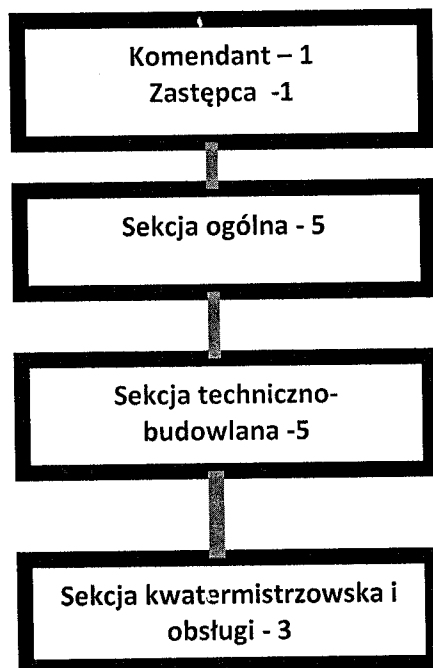 Komendant – 1
Zastępca -1
Sekcja ogólna - 5
Sekcja techniczno-
budowlana -5
Sekcja kwatermistrzowska i
obsługi - 3